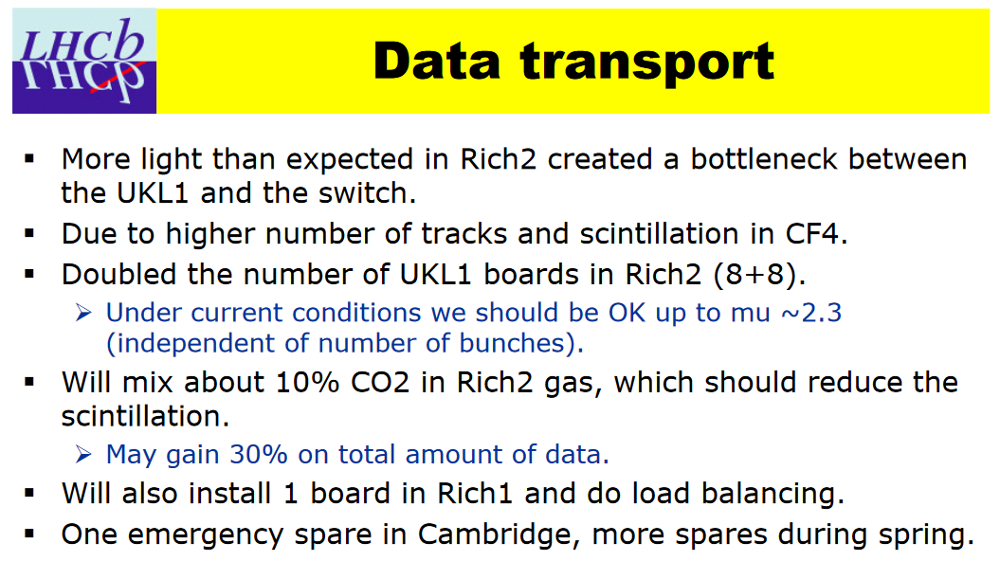 LHCb
LHCb
Data transport
▪ More light than expected in Rich2 created a bottleneck between
the UKL1 and the switch.
▪ Due to higher number of tracks and scintillation in CF4.
▪ Doubled the number of UKL1 boards in Rich2 (8+8).
➢ Under current conditions we should be OK up to mu ~2.3
(independent of number of bunches).
▪ Will mix about 10% CO2 in Rich2 gas, which should reduce the
scintillation.
➢ May gain 30% on total amount of data.
▪ Will also install 1 board in Rich1 and do load balancing.
▪ One emergency spare in Cambridge, more spares during spring.